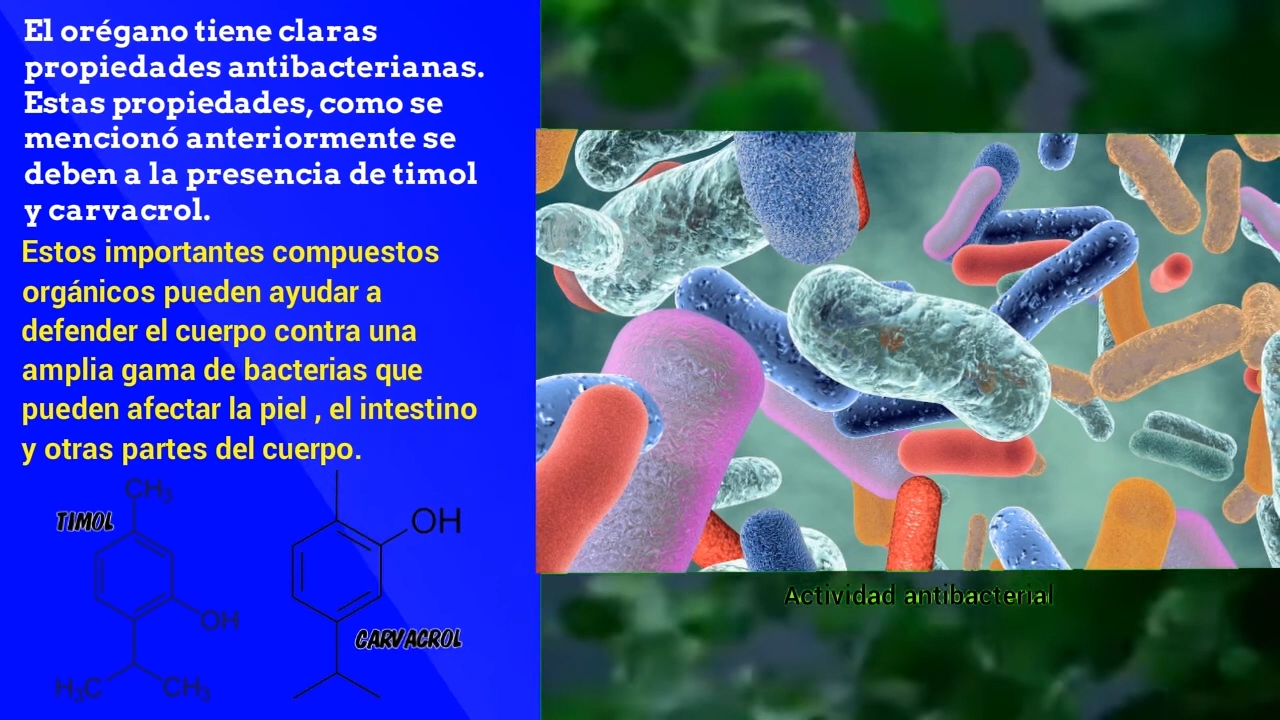 El orégano tiene claras
propiedades antibacterianas.
Estas propiedades, como se
mencionó anteriormente se
deben a la presencia de timol
y carvacrol.
Estos importantes compuestos
orgánicos pueden ayudar a
defender el cuerpo contra una
amplia gama de bacterias que
pueden afectar la piel , el intestino
y otras partes del cuerpo.
CH₃
TIMOL
OH
OH
CARVACROL
H₃C
CH₃
Actividad antibacterial